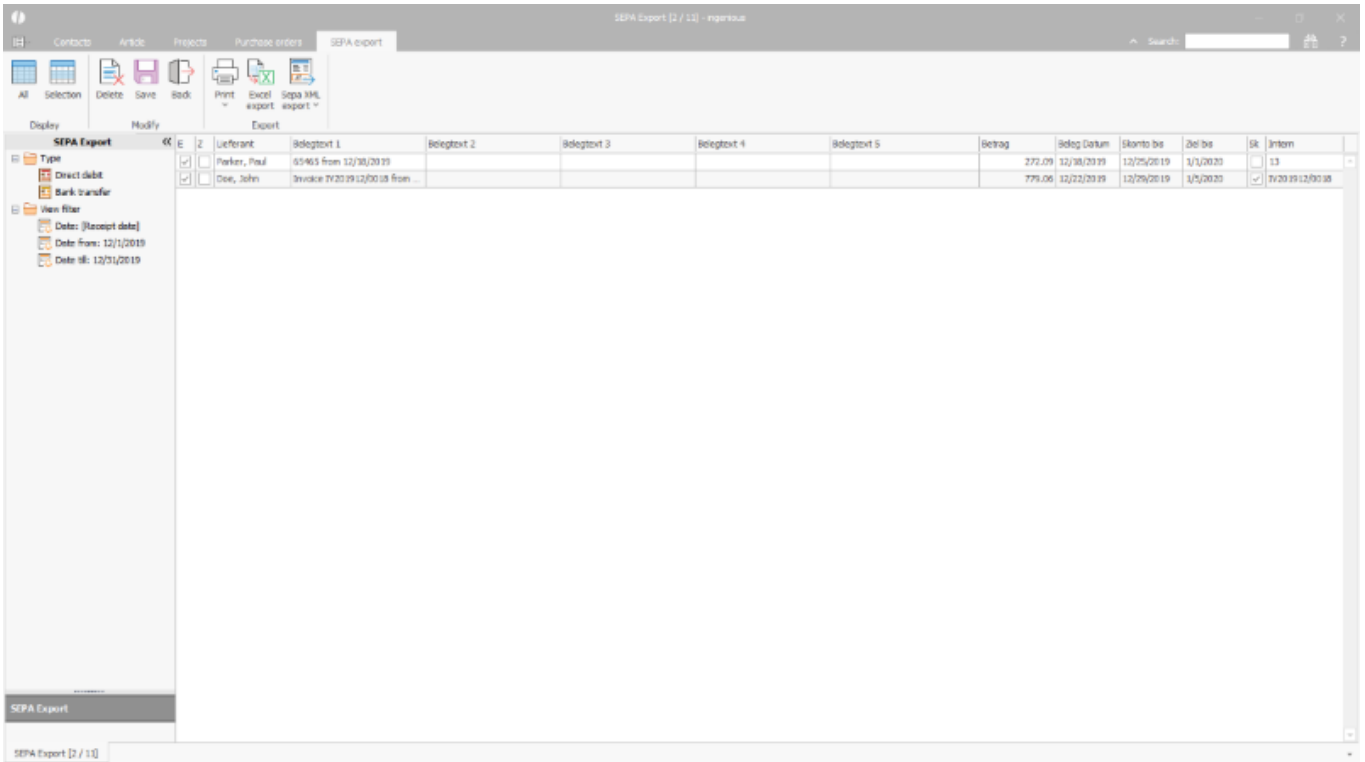 SEPA Export [2 / 11] - ingenious
Contacts Article Projects Purchase orders SEPA export Search: ?
All Selection Delete Save Back Print Excel export Sepa XML export
Display Modify Export
SEPA Export
Type
Direct debit
Bank transfer
View filter
Date: [Receipt date]
Date from: 12/1/2019
Date till: 12/31/2019
E Z Lieferant Belegtext 1 Belegtext 2 Belegtext 3 Belegtext 4 Belegtext 5 Betrag Beleg Datum Skonto bis Ziel bis Sk Intern
Parker, Paul 65465 from 12/18/2019 272.09 12/18/2019 12/25/2019 1/1/2020 13
Doe, John Invoice IV201912/0018 from ... 779.06 12/22/2019 12/29/2019 1/5/2020 IV201912/0018
SEPA Export
SEPA Export [2 / 11]